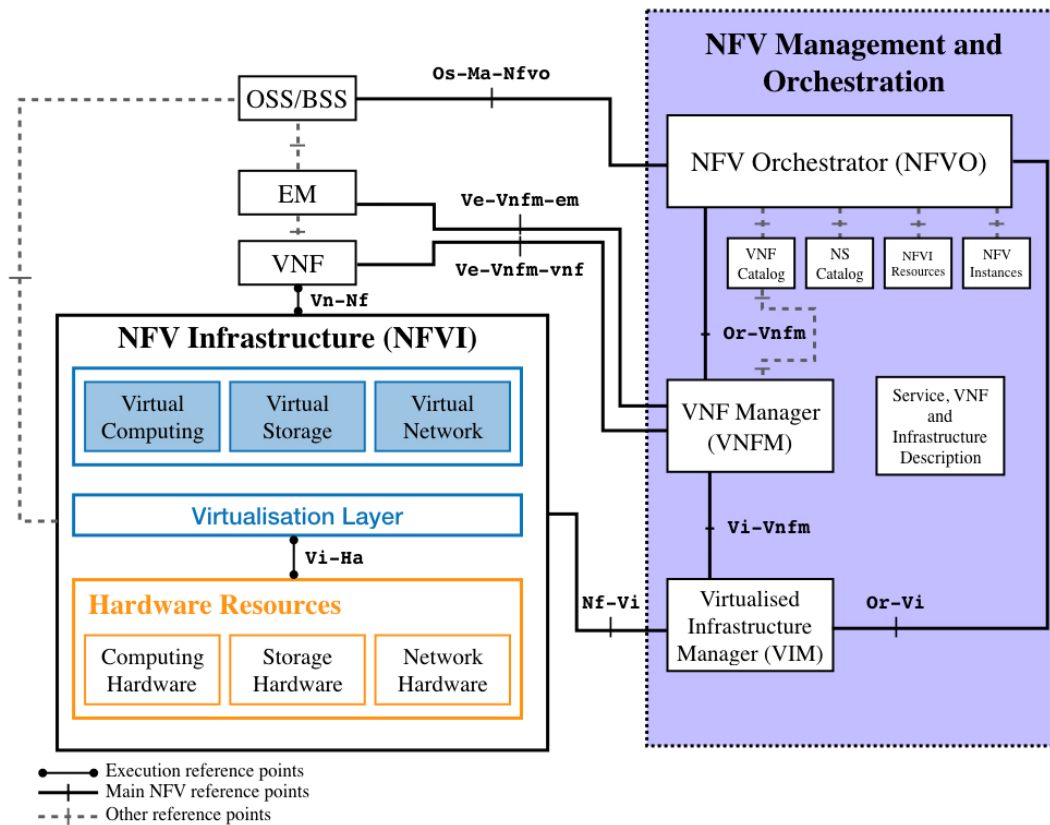 NFV Management and
Orchestration
Os-Ma-Nfvo
OSS/BSS
NFV Orchestrator (NFVO)
EM
Ve-Vnfm-em
VNF
Ve-Vnfm-vnf
VNF
Catalog
NS
Catalog
NFVI
Resources
NFV
Instances
Vn-Nf
NFV Infrastructure (NFVI)
Or-Vnfm
Virtual
Computing
Virtual
Storage
Virtual
Network
VNF Manager
(VNFM)
Service, VNF
and
Infrastructure
Description
Virtualisation Layer
Vi-Vnfm
Vi-Ha
Hardware Resources
Nf-Vi
Virtualised
Infrastructure
Manager (VIM)
Or-Vi
Computing
Hardware
Storage
Hardware
Network
Hardware
Execution reference points
Main NFV reference points
Other reference points